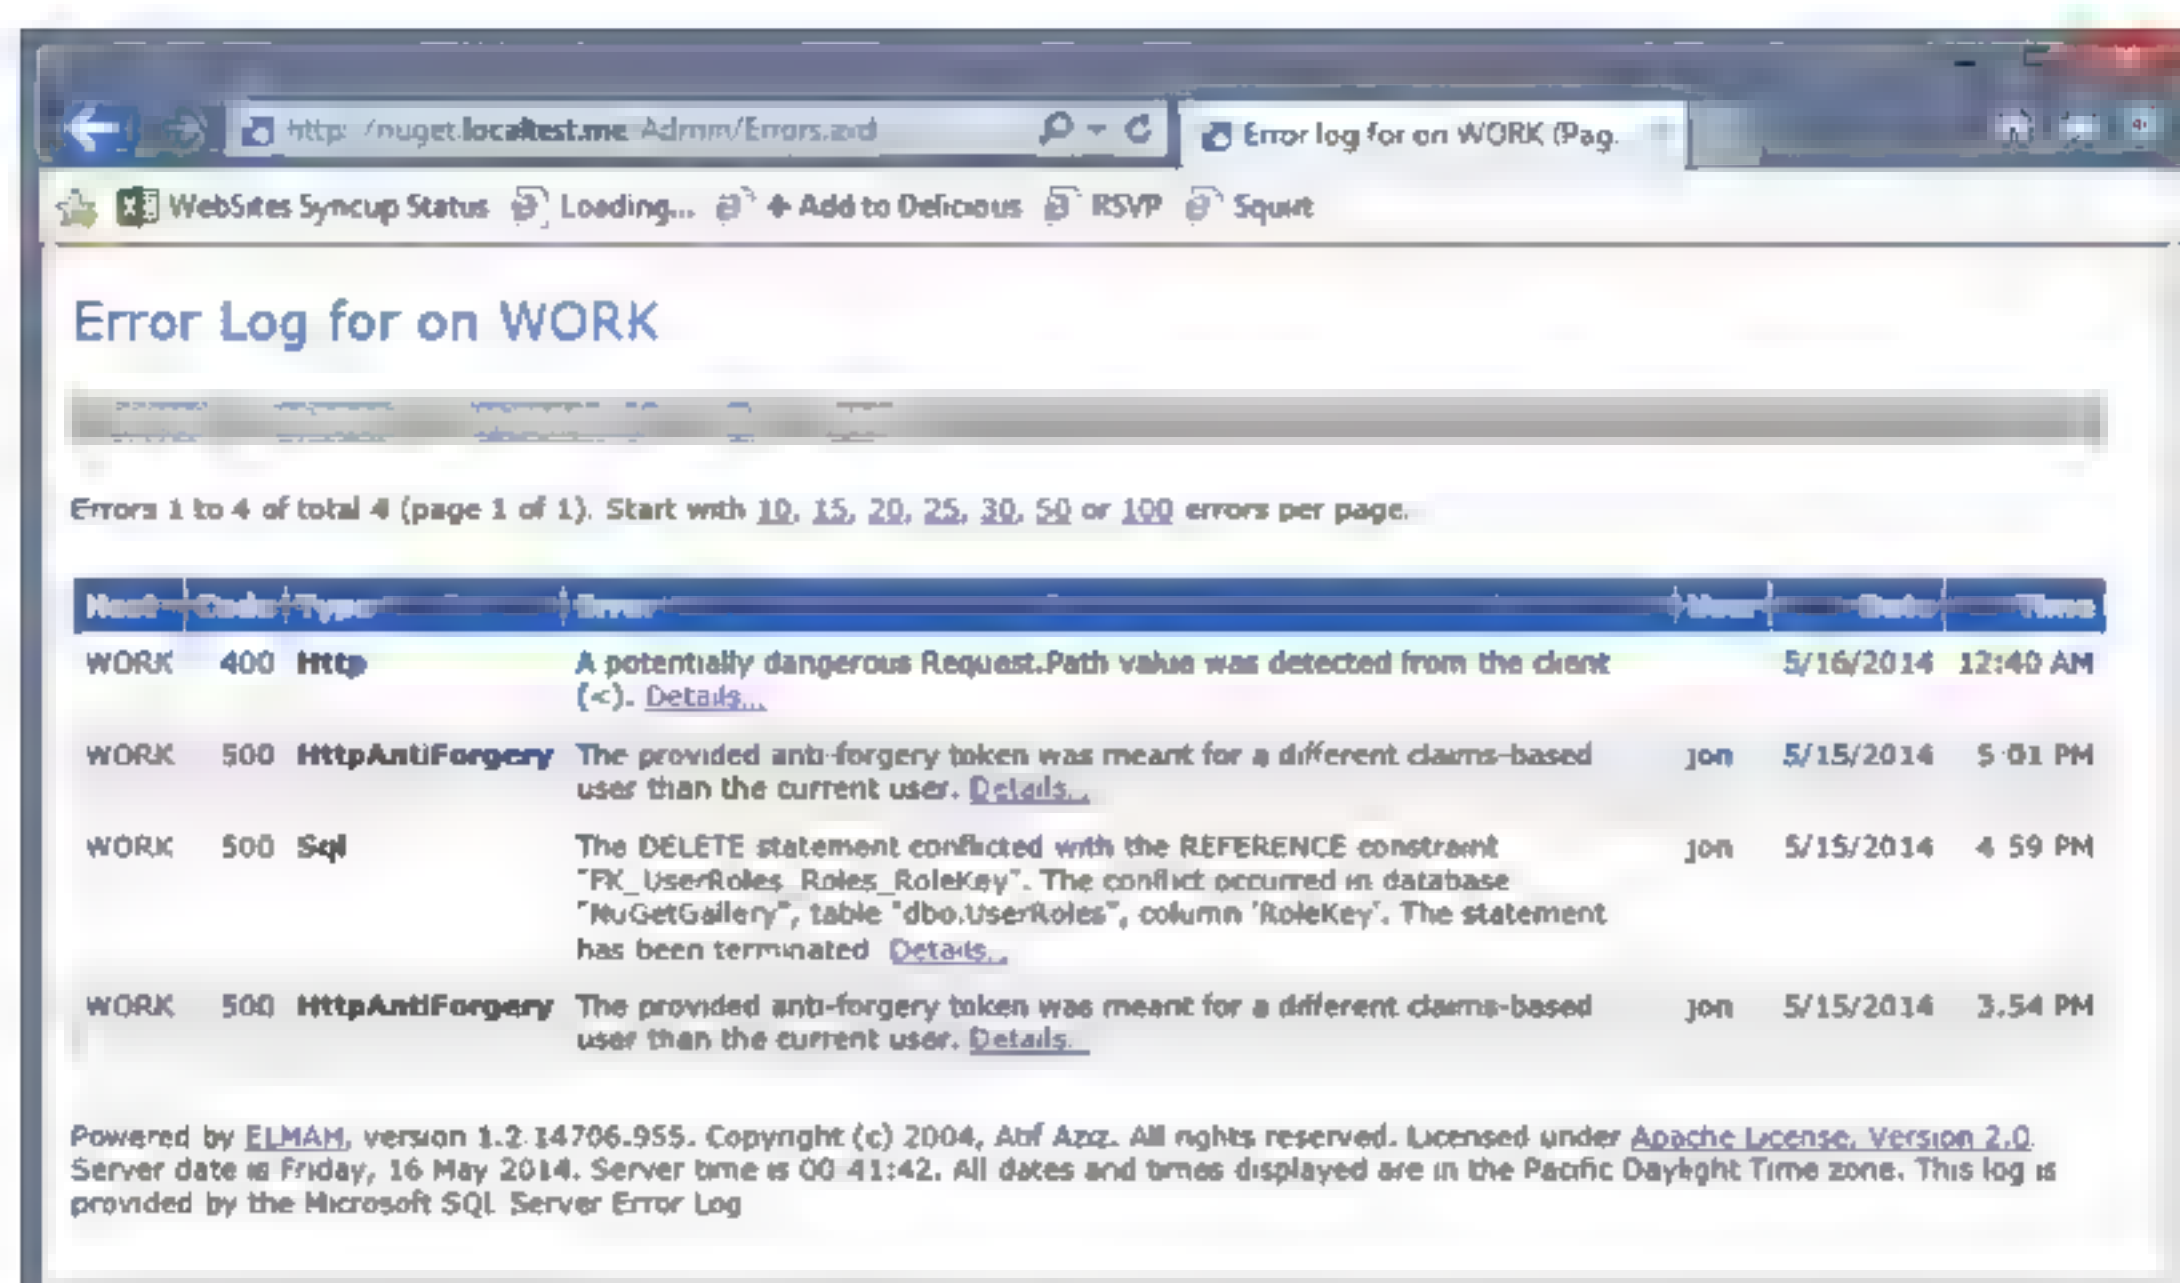 http: /nuget.localtest.me Admin/Errors.axd
Error log for on WORK (Pag.
WebSites Syncup Status Loading... Add to Delicious RSVP Squirt
Error Log for on WORK
Errors 1 to 4 of total 4 (page 1 of 1). Start with 10, 15, 20, 25, 30, 50 or 100 errors per page.
Host Code Type Error User Date Time
WORK 400 Http A potentially dangerous Request.Path value was detected from the client 5/16/2014 12:40 AM
(<). Details...
WORK 500 HttpAntiForgery The provided anti-forgery token was meant for a different claims-based jon 5/15/2014 5:01 PM
user than the current user. Details...
WORK 500 Sql The DELETE statement conflicted with the REFERENCE constraint jon 5/15/2014 4:59 PM
"FK_UserRoles_Roles_RoleKey". The conflict occurred in database
"NuGetGallery", table "dbo.UserRoles", column 'RoleKey'. The statement
has been terminated. Details...
WORK 500 HttpAntiForgery The provided anti-forgery token was meant for a different claims-based jon 5/15/2014 3:54 PM
user than the current user. Details...
Powered by ELMAH, version 1.2.14706.955. Copyright (c) 2004, Atif Aziz. All rights reserved. Licensed under Apache License, Version 2.0.
Server date is Friday, 16 May 2014. Server time is 00:41:42. All dates and times displayed are in the Pacific Daylight Time zone. This log is
provided by the Microsoft SQL Server Error Log